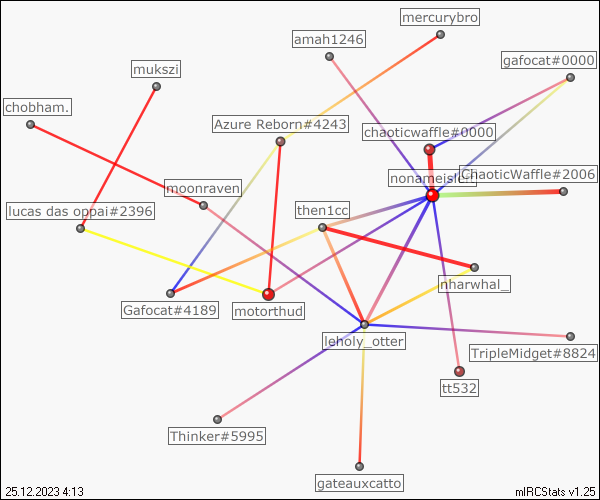 mercurybro
amah1246
gafocat#0000
mukszi
chobham.
Azure Reborn#4243
chaoticwaffle#0000
ChaoticWaffle#2006
moonraven
lucas das oppai#2396
then1cc
nharwhal_
Gafocat#4189
motorthud
leholy_otter
TripleMidget#8824
tt532
Thinker#5995
gateauxcatto
25.12.2023 4:13
mIRCStats v1.25